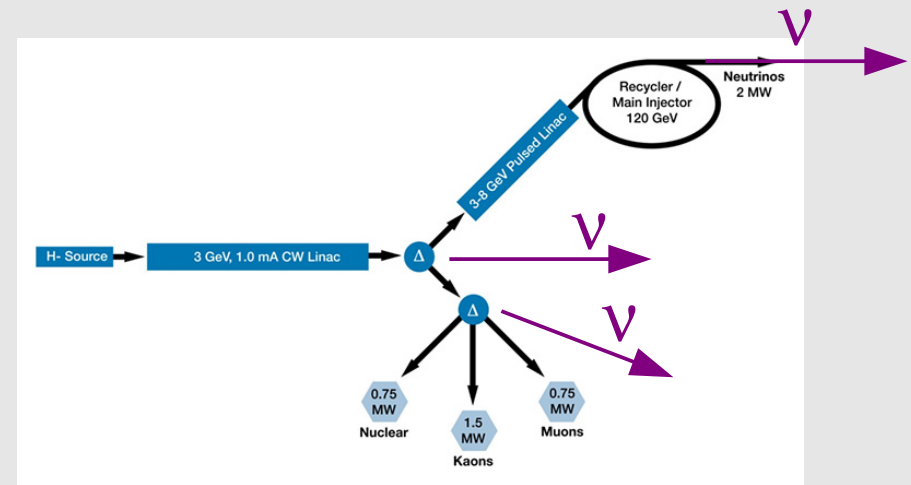 ν
Neutrinos
2 MW
Recycler /
Main Injector
120 GeV
3-8 GeV Pulsed Linac
ν
H- Source
3 GeV, 1.0 mA CW Linac
Δ
ν
Δ
0.75
MW
Nuclear
1.5
MW
Kaons
0.75
MW
Muons